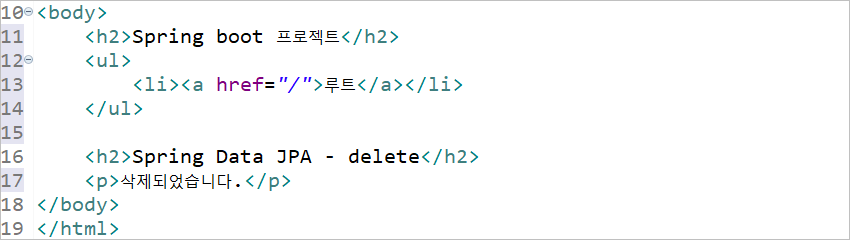 10 <body>
11     <h2>Spring boot 프로젝트</h2>
12     <ul>
13         <li><a href="/">루트</a></li>
14     </ul>
15
16     <h2>Spring Data JPA - delete</h2>
17     <p>삭제되었습니다.</p>
18 </body>
19 </html>